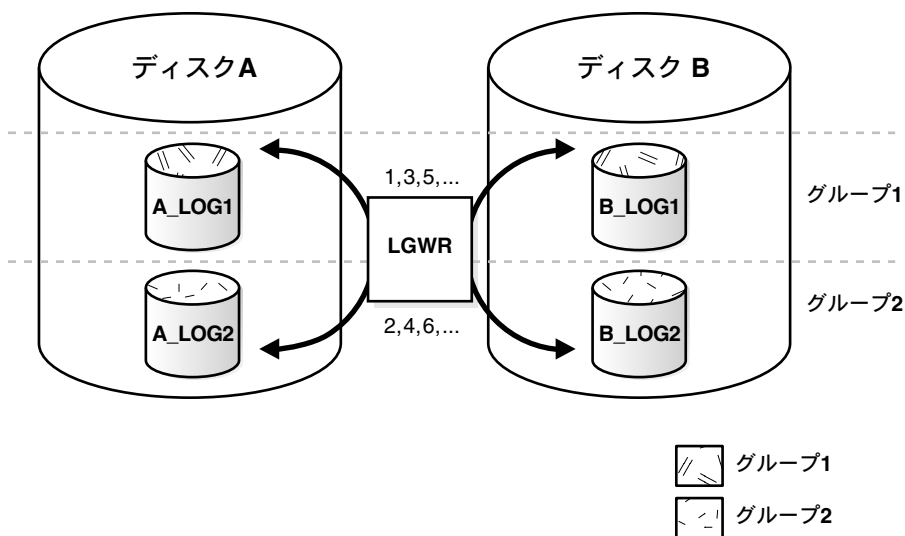 ディスクA
ディスク B
1,3,5,...
A_LOG1
B_LOG1
グループ1
LGWR
グループ2
2,4,6,...
A_LOG2
B_LOG2
グループ1
グループ2